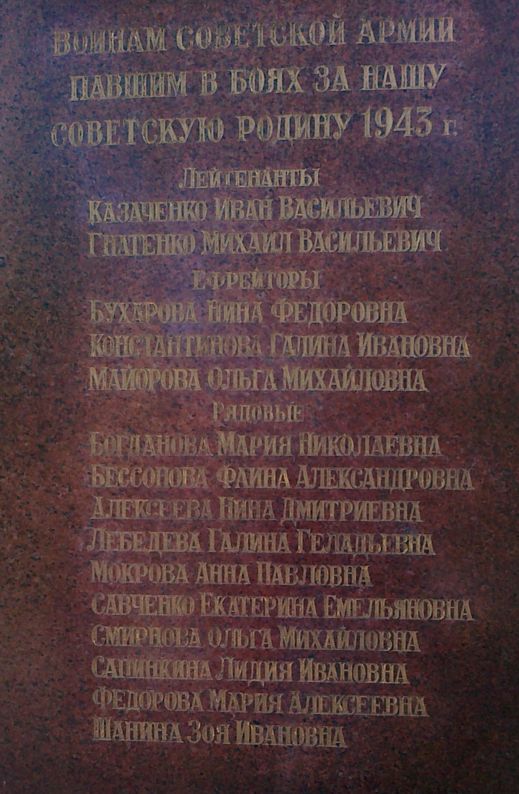 ВОИНАМ СОВЕТСКОЙ АРМИИ
ПАВШИМ В БОЯХ ЗА НАШУ
СОВЕТСКУЮ РОДИНУ 1943 г.
ЛЕЙТЕНАНТЫ
КАЗАЧЕНКО ИВАН ВАСИЛЬЕВИЧ
ГНАТЕНКО МИХАИЛ ВАСИЛЬЕВИЧ
ЕФРЕЙТОРЫ
БУХАРОВА НИНА ФЕДОРОВНА
КОНСТАНТИНОВА ГАЛИНА ИВАНОВНА
МАЙОРОВА ОЛЬГА МИХАЙЛОВНА
РЯДОВЫЕ
БОГДАНОВА МАРИЯ НИКОЛАЕВНА
БЕССОНОВА ФАИНА АЛЕКСАНДРОВНА
АЛЕКСЕЕВА НИНА ДМИТРИЕВНА
ЛЕБЕДЕВА ГАЛИНА ГЕЛАДЬЕВНА
МОКРОВА АННА ПАВЛОВНА
САВЧЕНКО ЕКАТЕРИНА ЕМЕЛЬЯНОВНА
СМИРНОВА ОЛЬГА МИХАЙЛОВНА
САПИНКИНА ЛИДИЯ ИВАНОВНА
ФЕДОРОВА МАРИЯ АЛЕКСЕЕВНА
ШАНИНА ЗОЯ ИВАНОВНА